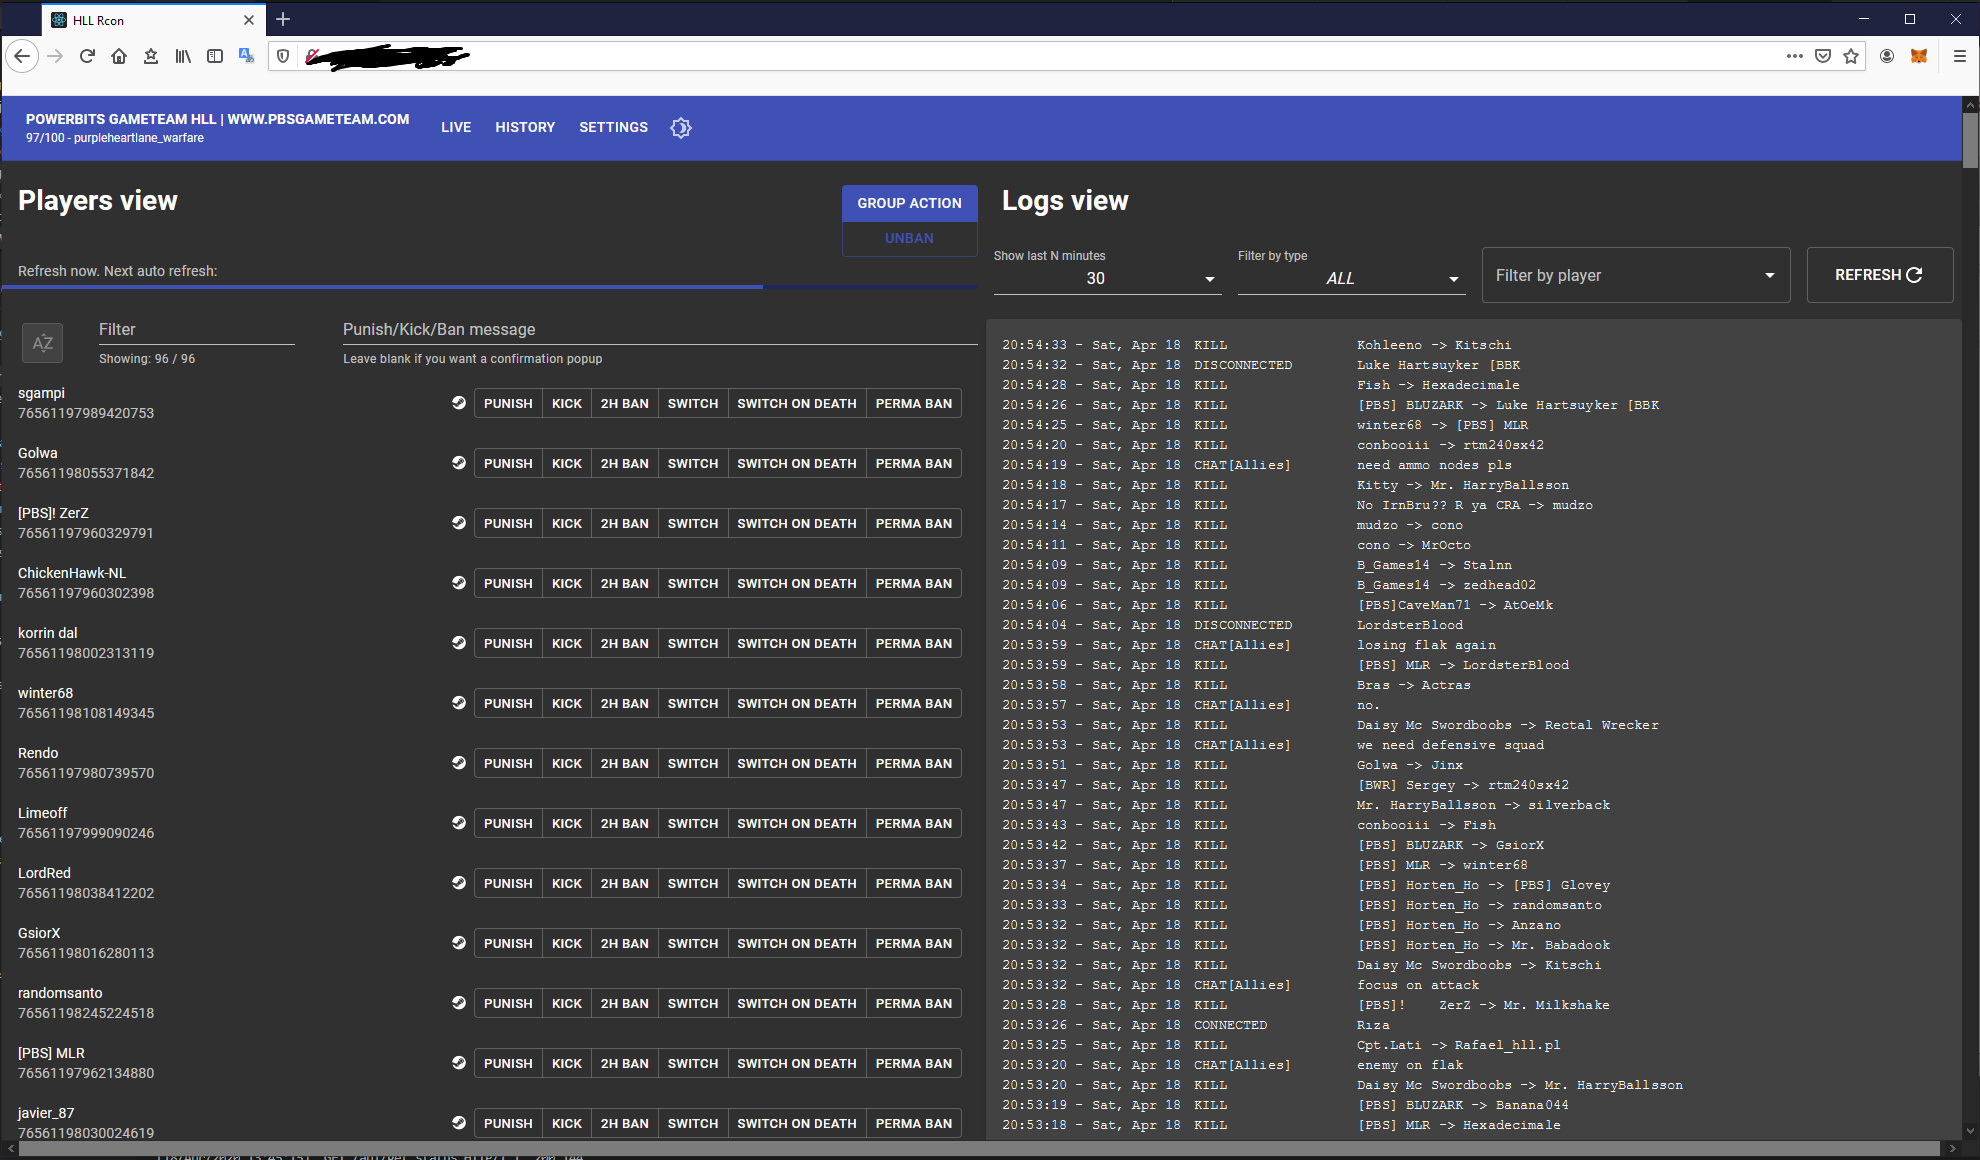 HLL Rcon
POWERBITS GAMETEAM HLL | WWW.PBSGAMETEAM.COM
97/100 - purpleheartlane_warfare
LIVE
HISTORY
SETTINGS
Players view
GROUP ACTION
UNBAN
Refresh now. Next auto refresh:
AZ
Filter
Showing: 96 / 96
Punish/Kick/Ban message
Leave blank if you want a confirmation popup
sgampi
76561197989420753
PUNISH KICK 2H BAN SWITCH SWITCH ON DEATH PERMA BAN
Golwa
76561198055371842
PUNISH KICK 2H BAN SWITCH SWITCH ON DEATH PERMA BAN
[PBS]! ZerZ
76561197960329791
PUNISH KICK 2H BAN SWITCH SWITCH ON DEATH PERMA BAN
ChickenHawk-NL
76561197960302398
PUNISH KICK 2H BAN SWITCH SWITCH ON DEATH PERMA BAN
korrin dal
76561198002313119
PUNISH KICK 2H BAN SWITCH SWITCH ON DEATH PERMA BAN
winter68
76561198108149345
PUNISH KICK 2H BAN SWITCH SWITCH ON DEATH PERMA BAN
Rendo
76561197980739570
PUNISH KICK 2H BAN SWITCH SWITCH ON DEATH PERMA BAN
Limeoff
76561197999090246
PUNISH KICK 2H BAN SWITCH SWITCH ON DEATH PERMA BAN
LordRed
76561198038412202
PUNISH KICK 2H BAN SWITCH SWITCH ON DEATH PERMA BAN
GsiorX
76561198016280113
PUNISH KICK 2H BAN SWITCH SWITCH ON DEATH PERMA BAN
randomsanto
76561198245224518
PUNISH KICK 2H BAN SWITCH SWITCH ON DEATH PERMA BAN
[PBS] MLR
76561197962134880
PUNISH KICK 2H BAN SWITCH SWITCH ON DEATH PERMA BAN
javier_87
76561198030024619
PUNISH KICK 2H BAN SWITCH SWITCH ON DEATH PERMA BAN
Logs view
Show last N minutes
30
Filter by type
ALL
Filter by player
REFRESH
20:54:33 - Sat, Apr 18 KILL Kohleeno -> Kitschi
20:54:32 - Sat, Apr 18 DISCONNECTED Luke Hartsuyker [BBK
20:54:28 - Sat, Apr 18 KILL Fish -> Hexadecimale
20:54:26 - Sat, Apr 18 KILL [PBS] BLUZARK -> Luke Hartsuyker [BBK
20:54:25 - Sat, Apr 18 KILL winter68 -> [PBS] MLR
20:54:20 - Sat, Apr 18 KILL conbooiii -> rtm240sx42
20:54:19 - Sat, Apr 18 CHAT[Allies] need ammo nodes pls
20:54:18 - Sat, Apr 18 KILL Kitty -> Mr. HarryBallsson
20:54:17 - Sat, Apr 18 KILL No IrnBru?? R ya CRA -> mudzo
20:54:14 - Sat, Apr 18 KILL mudzo -> cono
20:54:11 - Sat, Apr 18 KILL cono -> MrOcto
20:54:09 - Sat, Apr 18 KILL B_Games14 -> Stalnn
20:54:09 - Sat, Apr 18 KILL B_Games14 -> zedhead02
20:54:06 - Sat, Apr 18 KILL [PBS]CaveMan71 -> AtOeMk
20:54:04 - Sat, Apr 18 DISCONNECTED LordsterBlood
20:53:59 - Sat, Apr 18 CHAT[Allies] losing flak again
20:53:59 - Sat, Apr 18 KILL [PBS] MLR -> LordsterBlood
20:53:58 - Sat, Apr 18 KILL Bras -> Actras
20:53:57 - Sat, Apr 18 CHAT[Allies] no.
20:53:53 - Sat, Apr 18 KILL Daisy Mc Swordboobs -> Rectal Wrecker
20:53:53 - Sat, Apr 18 CHAT[Allies] we need defensive squad
20:53:51 - Sat, Apr 18 KILL Golwa -> Jinx
20:53:47 - Sat, Apr 18 KILL [BWR] Sergey -> rtm240sx42
20:53:47 - Sat, Apr 18 KILL Mr. HarryBallsson -> silverback
20:53:43 - Sat, Apr 18 KILL conbooiii -> Fish
20:53:42 - Sat, Apr 18 KILL [PBS] BLUZARK -> GsiorX
20:53:37 - Sat, Apr 18 KILL [PBS] MLR -> winter68
20:53:34 - Sat, Apr 18 KILL [PBS] Horten_Ho -> [PBS] Glovey
20:53:33 - Sat, Apr 18 KILL [PBS] Horten_Ho -> randomsanto
20:53:32 - Sat, Apr 18 KILL [PBS] Horten_Ho -> Anzano
20:53:32 - Sat, Apr 18 KILL [PBS] Horten_Ho -> Mr. Babadook
20:53:32 - Sat, Apr 18 KILL Daisy Mc Swordboobs -> Kitschi
20:53:32 - Sat, Apr 18 CHAT[Allies] focus on attack
20:53:28 - Sat, Apr 18 KILL [PBS]! ZerZ -> Mr. Milkshake
20:53:26 - Sat, Apr 18 CONNECTED Rıza
20:53:25 - Sat, Apr 18 KILL Cpt.Lati -> Rafael_hll.pl
20:53:20 - Sat, Apr 18 CHAT[Allies] enemy on flak
20:53:20 - Sat, Apr 18 KILL Daisy Mc Swordboobs -> Mr. HarryBallsson
20:53:19 - Sat, Apr 18 KILL [PBS] BLUZARK -> Banana044
20:53:18 - Sat, Apr 18 KILL [PBS] MLR -> Hexadecimale